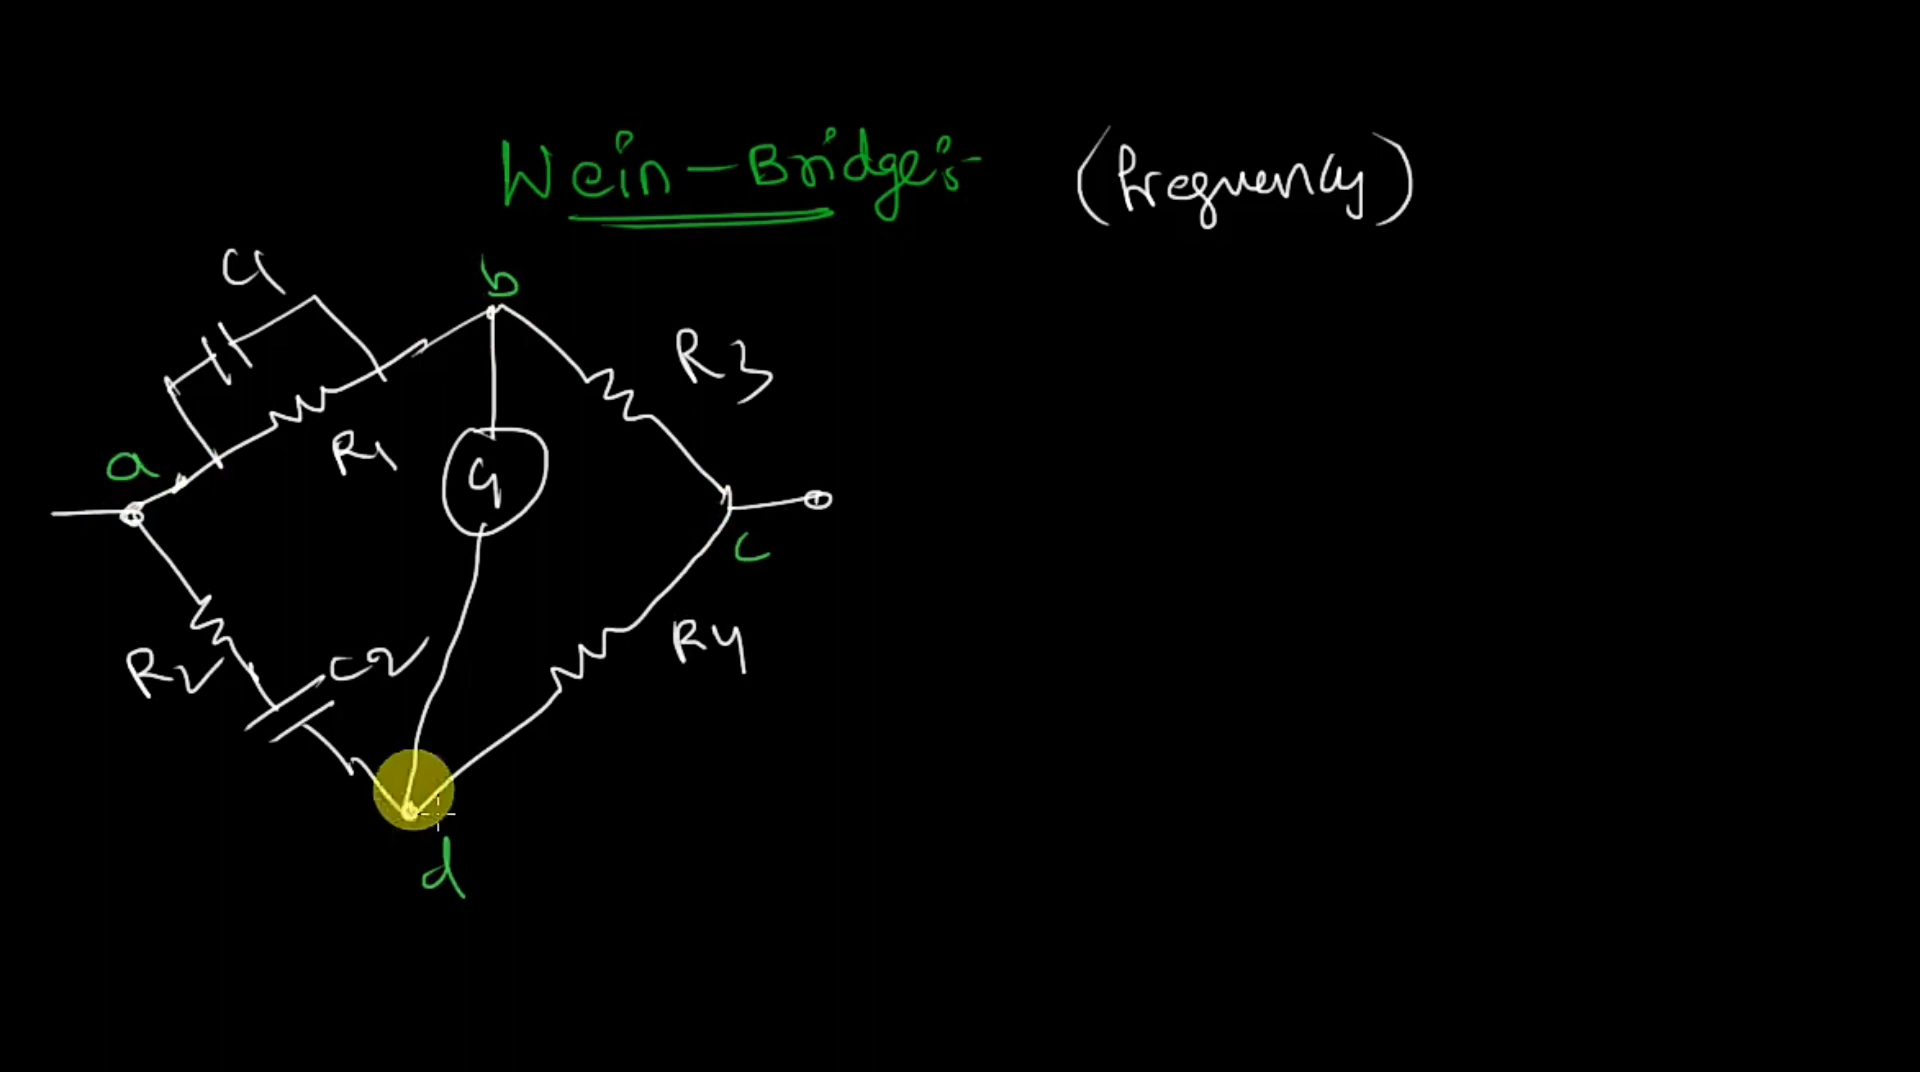 Wein-Bridge:- (frequency)
C1
b
R3
a
R1
G
c
R2
C2
R4
d